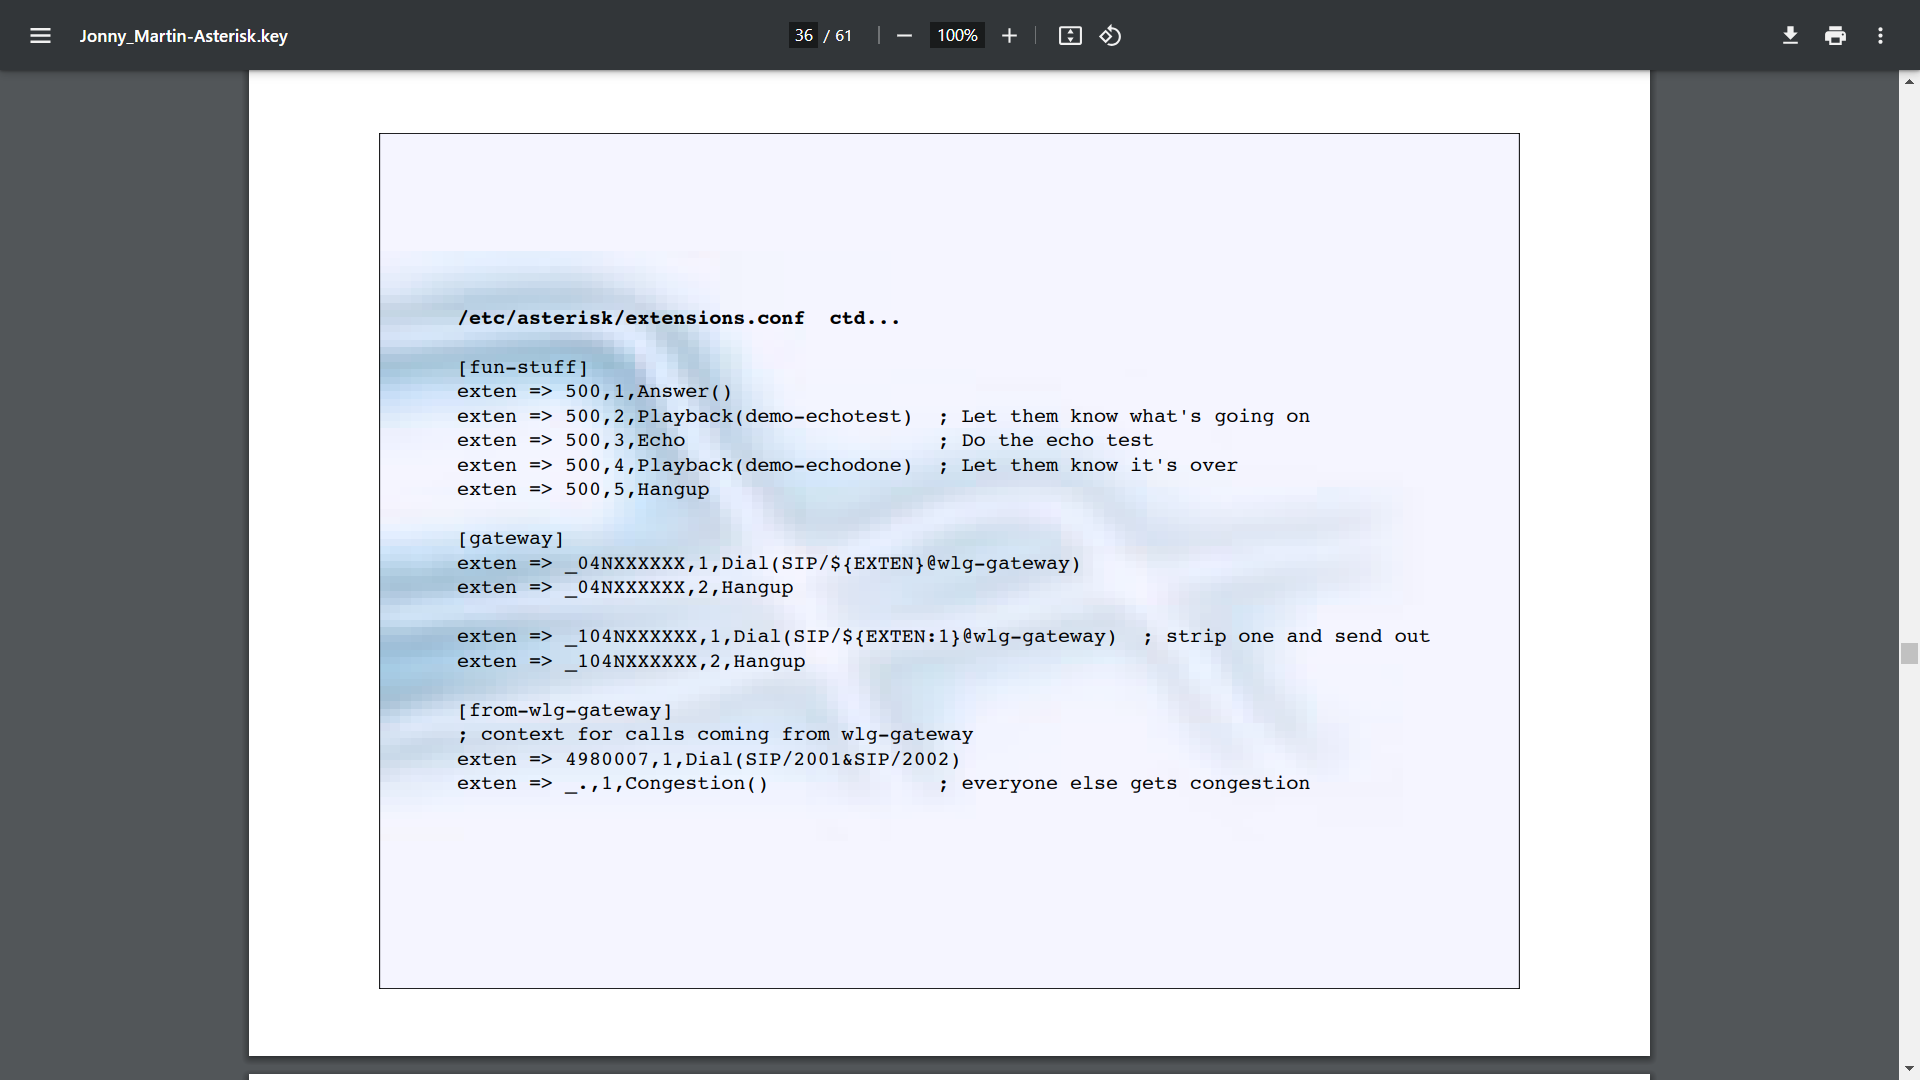 Jonny_Martin-Asterisk.key
36 / 61
100%
/etc/asterisk/extensions.conf  ctd...
[fun-stuff]
exten => 500,1,Answer()
exten => 500,2,Playback(demo-echotest)  ; Let them know what's going on
exten => 500,3,Echo                     ; Do the echo test
exten => 500,4,Playback(demo-echodone)  ; Let them know it's over
exten => 500,5,Hangup
[gateway]
exten => _04NXXXXXX,1,Dial(SIP/${EXTEN}@wlg-gateway)
exten => _04NXXXXXX,2,Hangup
exten => _104NXXXXXX,1,Dial(SIP/${EXTEN:1}@wlg-gateway)  ; strip one and send out
exten => _104NXXXXXX,2,Hangup
[from-wlg-gateway]
; context for calls coming from wlg-gateway
exten => 4980007,1,Dial(SIP/2001&SIP/2002)
exten => _.,1,Congestion()              ; everyone else gets congestion